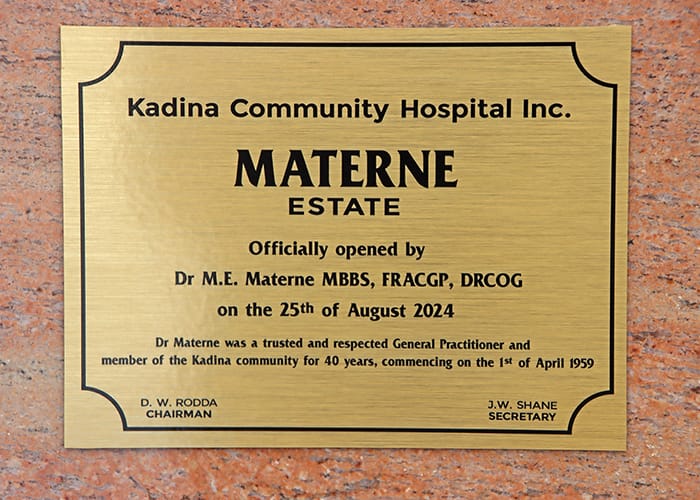 Kadina Community Hospital Inc.
MATERNE
ESTATE
Officially opened by
Dr M.E. Materne MBBS, FRACGP, DRCOG
on the 25th of August 2024
Dr Materne was a trusted and respected General Practitioner and
member of the Kadina community for 40 years, commencing on the 1st of April 1959
D. W. RODDA
CHAIRMAN
J.W. SHANE
SECRETARY